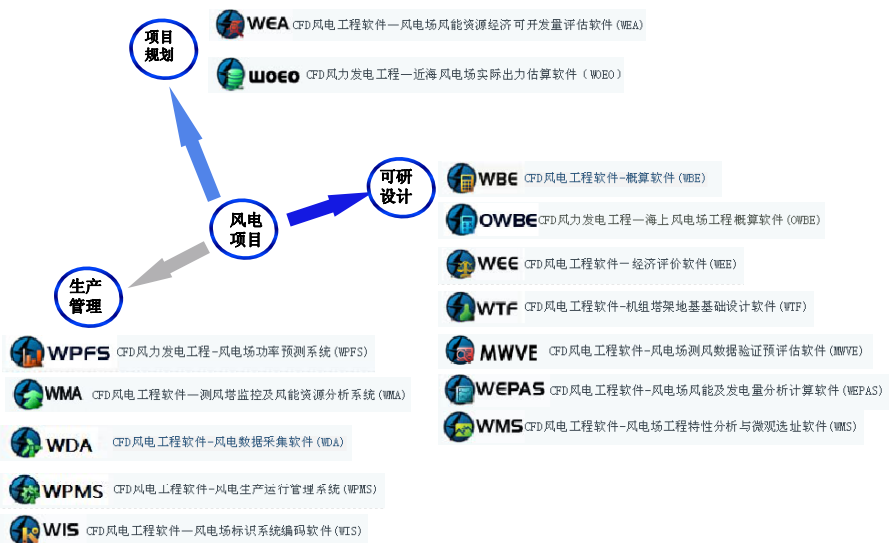 项目
规划
WEA CFD风电工程软件—风电场风能资源经济可开发量评估软件(WEA)
WOEO CFD风力发电工程—近海风电场实际出力估算软件（WOEO）
可研
设计
WBE CFD风电工程软件-概算软件(WBE)
OWBE CFD风力发电工程—海上风电场工程概算软件(OWBE)
WEE CFD风电工程软件－经济评价软件(WEE)
WTF CFD风电工程软件-机组塔架地基基础设计软件(WTF)
MWVE CFD风电工程软件-风电场测风数据验证预评估软件(MWVE)
WEPAS CFD风电工程软件-风电场风能及发电量分析计算软件(WEPAS)
WMS CFD风电工程软件-风电场工程特性分析与微观选址软件(WMS)
风电
项目
生产
管理
WPFS CFD风力发电工程-风电场功率预测系统(WPFS)
WMA CFD风电工程软件—测风塔监控及风能资源分析系统(WMA)
WDA CFD风电工程软件-风电数据采集软件(WDA)
WPMS CFD风电工程软件-风电生产运行管理系统(WPMS)
WIS CFD风电工程软件—风电场标识系统编码软件(WIS)